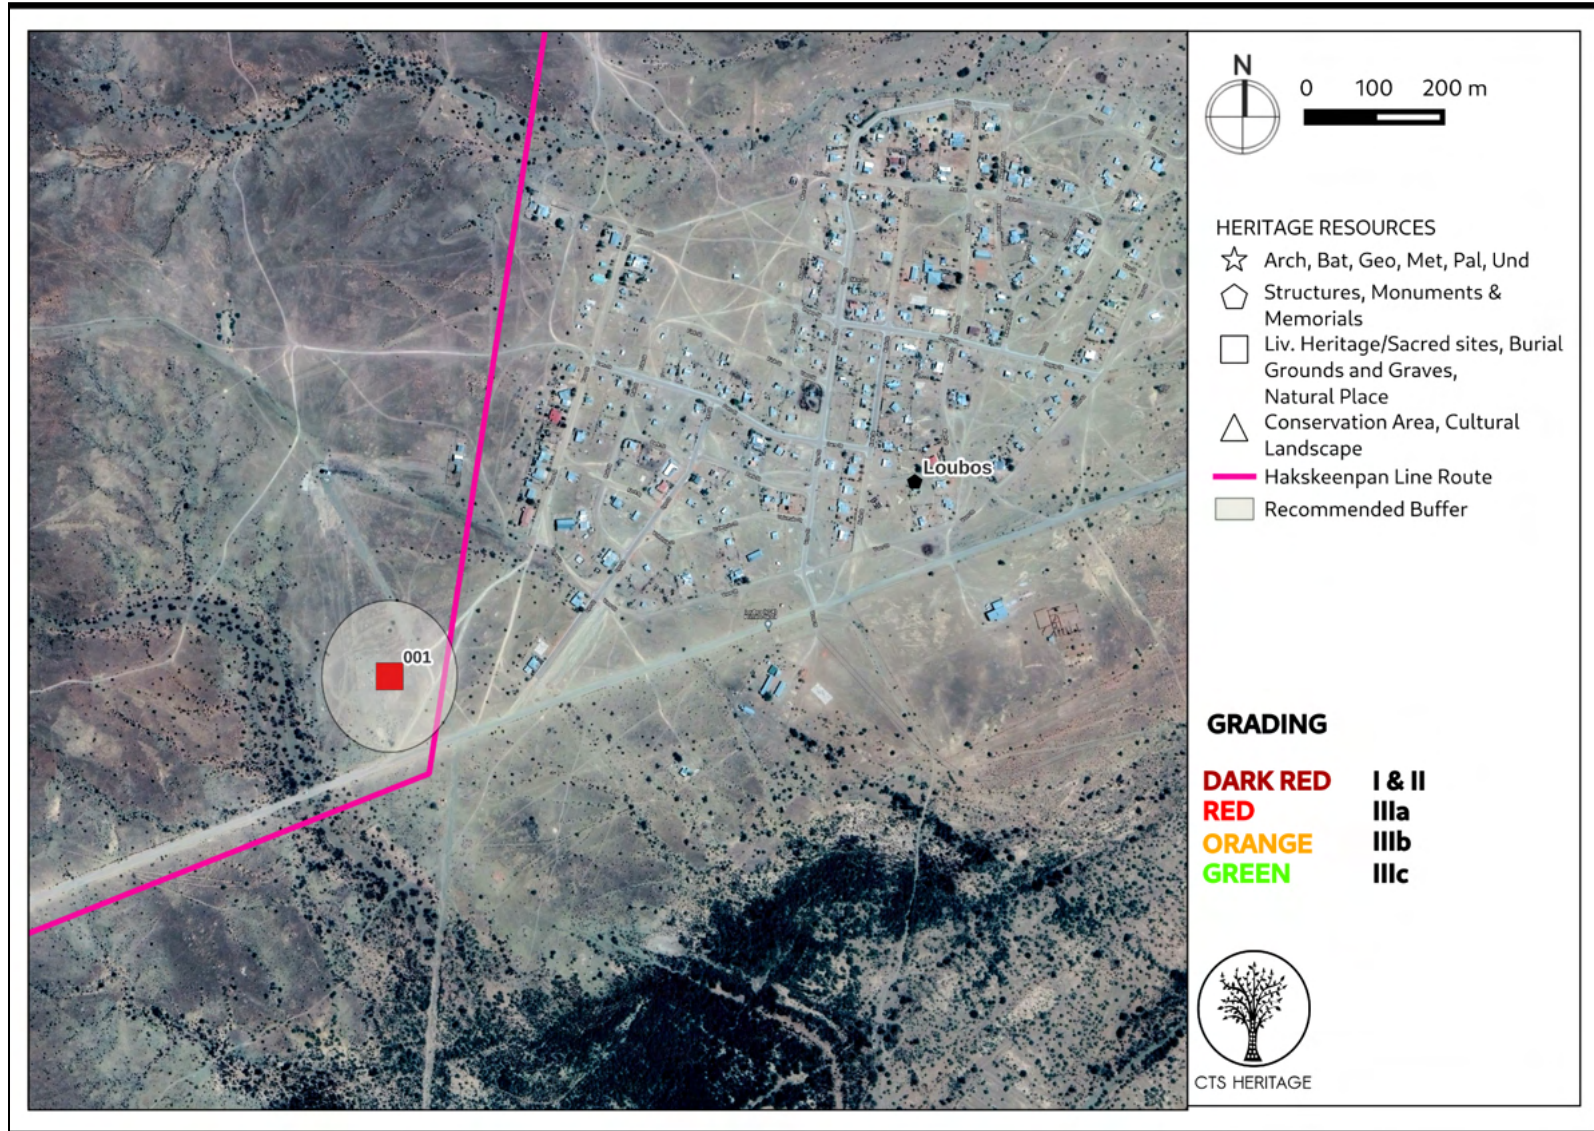 N
0 100 200 m
HERITAGE RESOURCES
Arch, Bat, Geo, Met, Pal, Und
Structures, Monuments &
Memorials
Liv. Heritage/Sacred sites, Burial
Grounds and Graves,
Natural Place
Conservation Area, Cultural
Landscape
Hakskeenpan Line Route
Recommended Buffer
Loubos
001
GRADING
DARK RED I & II
RED IIIa
ORANGE IIIb
GREEN IIIc
CTS HERITAGE